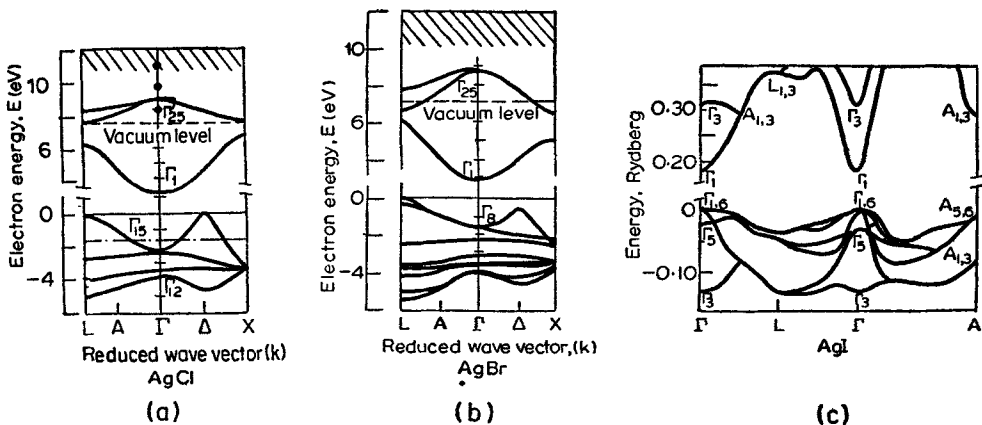 Electron energy, E (eV)
10
8
6
0
-4
Γ25
Vacuum level
Γ1
Γ15
Γ12
L A Γ Δ X
Reduced wave vector (k)
AgCl
(a)
Electron energy, E (eV)
10
8
6
0
-4
Γ25
Vacuum level
Γ1
Γ8
L A Γ Δ X
Reduced wave vector, (k)
AgBr
(b)
Energy, Rydberg
0·30
0·20
0
-0·10
Γ3
A1,3
L1,3
Γ3
A1,3
Γ1
Γ1
Γ1,6
Γ1,6
A5,6
Γ5
Γ5
A1,3
Γ3
Γ3
Γ L Γ A
AgI
(c)